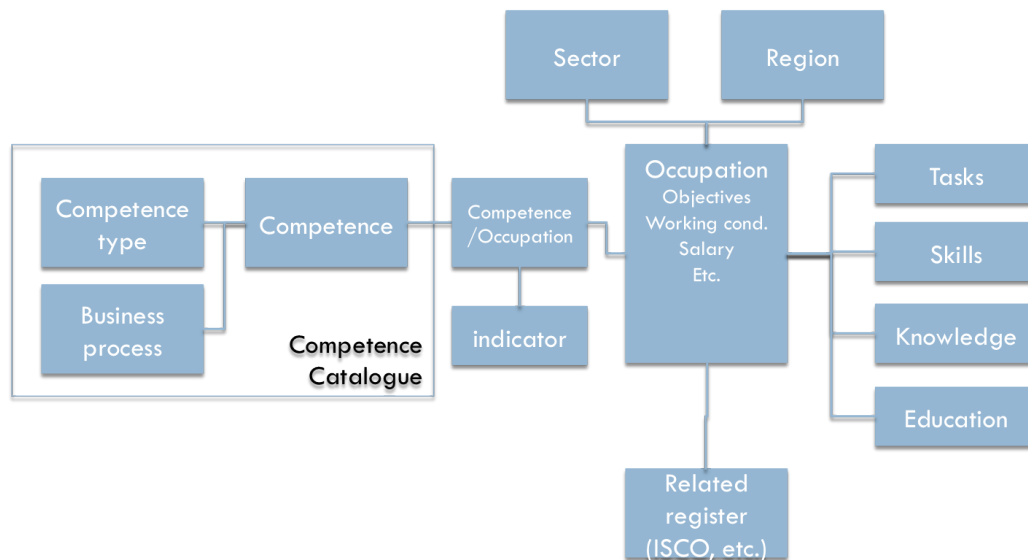 Sector
Region
Competence
type
Competence
Business
process
Competence
Catalogue
Competence
/Occupation
indicator
Occupation
Objectives
Working cond.
Salary
Etc.
Tasks
Skills
Knowledge
Education
Related
register
(ISCO, etc.)